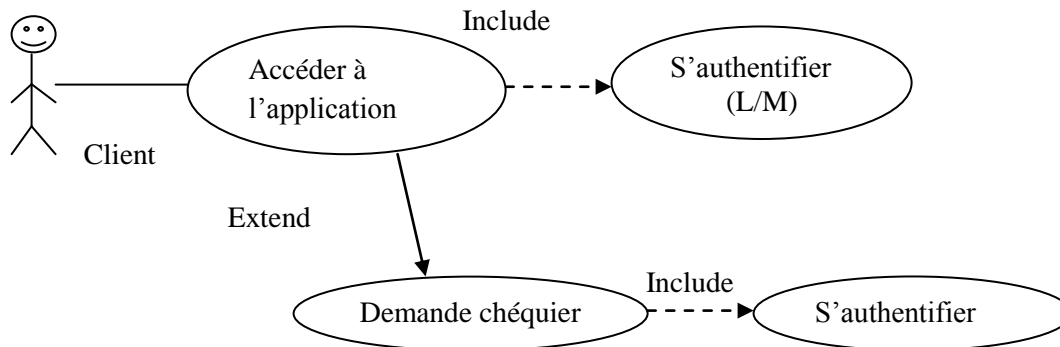 Include
Accéder à
l’application
S’authentifier
(L/M)
Client
Extend
Demande chéquier
Include
S’authentifier